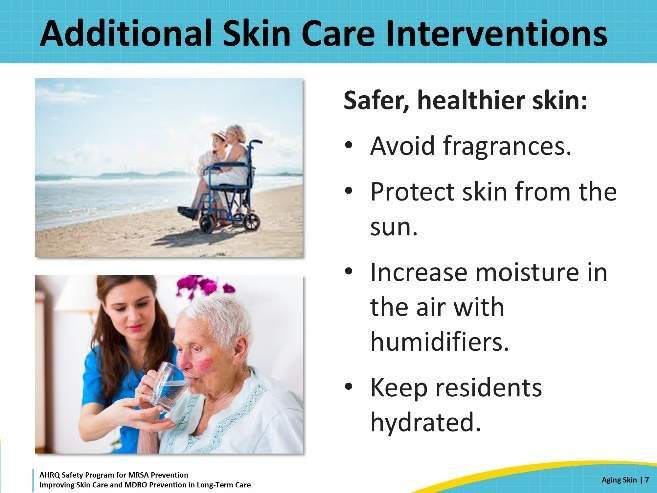 Additional Skin Care Interventions
Safer, healthier skin:
• Avoid fragrances.
• Protect skin from the
sun.
• Increase moisture in
the air with
humidifiers.
• Keep residents
hydrated.
AHRQ Safety Program for MRSA Prevention
Improving Skin Care and MDRO Prevention in Long-Term Care
Aging Skin | 7